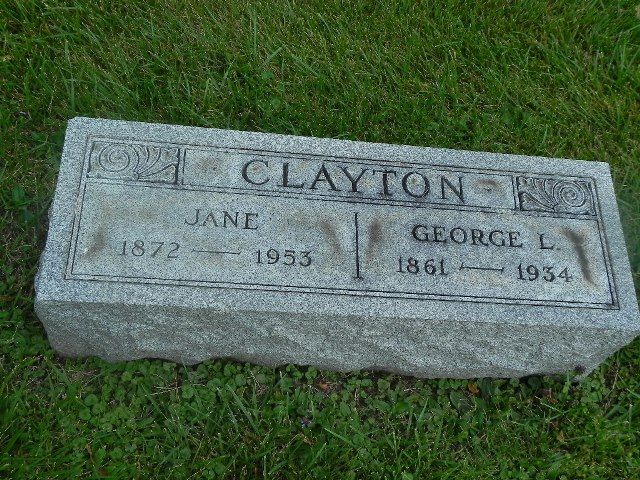 CLAYTON
JANE
1872 — 1953
GEORGE L.
1861 — 1934